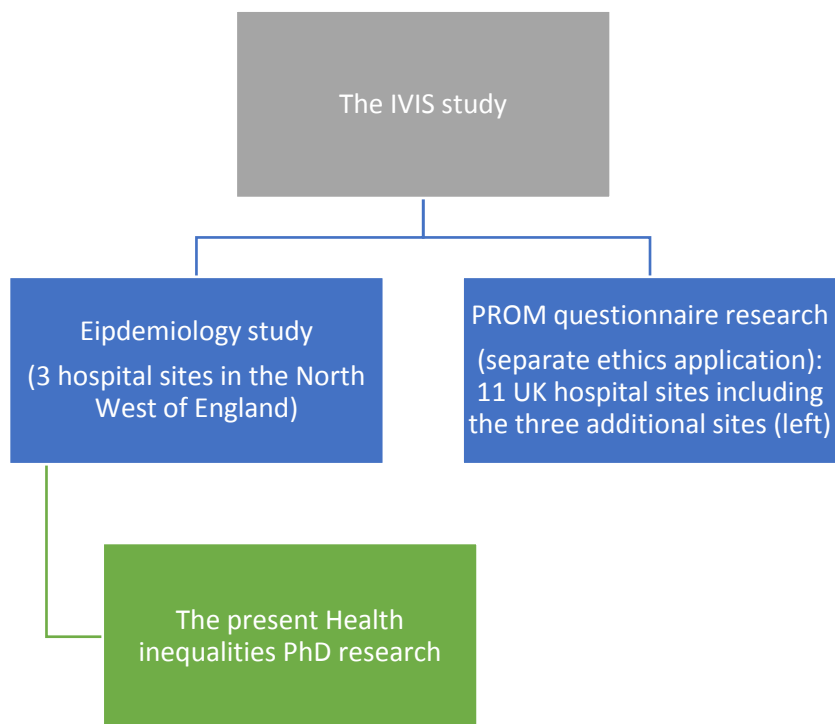 The IVIS study
Eipdemiology study
(3 hospital sites in the North
West of England)
PROM questionnaire research
(separate ethics application):
11 UK hospital sites including
the three additional sites (left)
The present Health
inequalities PhD research